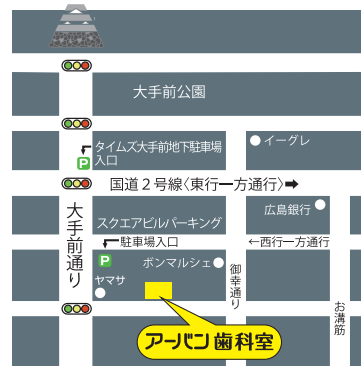 大手前公園
タイムズ大手前地下駐車場
入口
P
イーグレ
国道2号線〈東行一方通行〉➡
広島銀行
スクエアビルパーキング
駐車場入口
←西行一方通行
大手前通り
P
ボンマルシェ
ヤマサ
御幸通り
お溝筋
アーバン歯科室